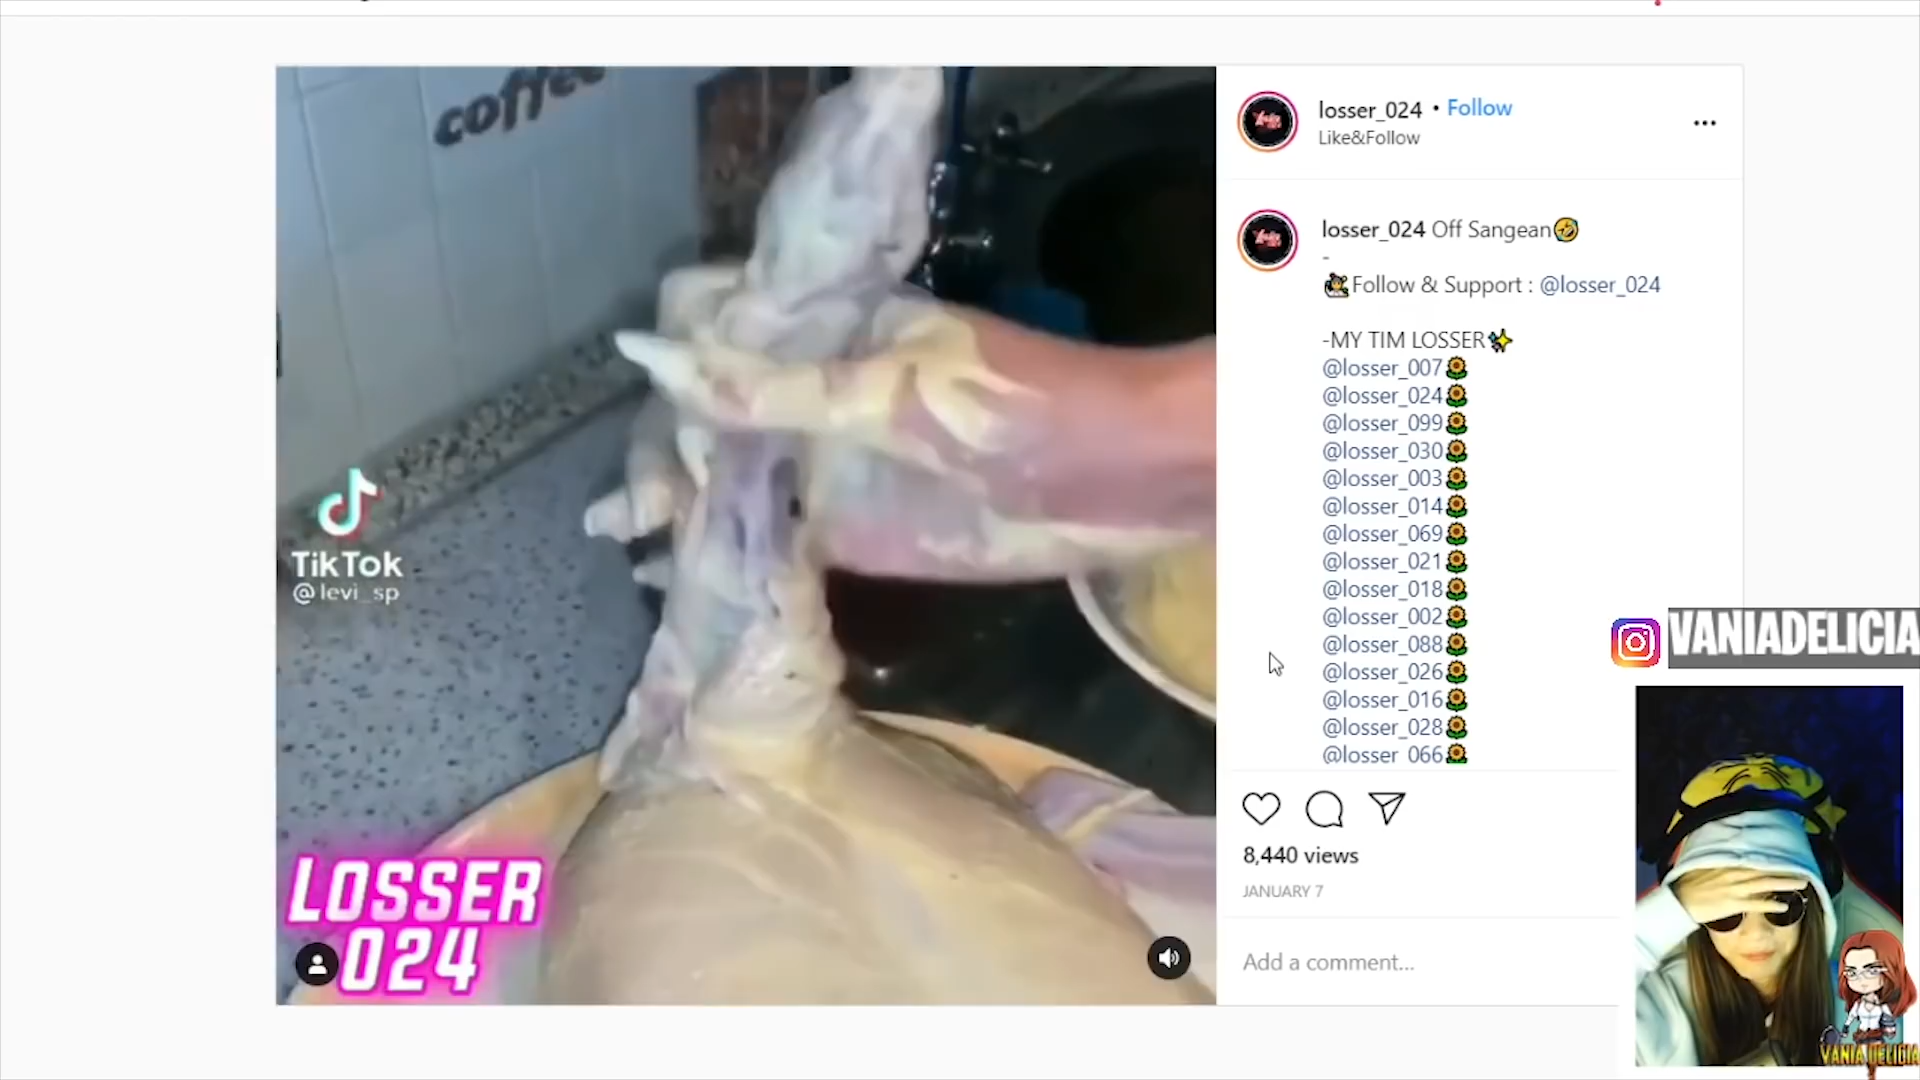 coffee
TikTok
@levi_sp
LOSSER
024
losser_024 • Follow
Like&Follow
losser_024 Off Sangean🤣
-
👩‍🚀Follow & Support : @losser_024
-MY TIM LOSSER✨
@losser_007🌻
@losser_024🌻
@losser_099🌻
@losser_030🌻
@losser_003🌻
@losser_014🌻
@losser_069🌻
@losser_021🌻
@losser_018🌻
@losser_002🌻
@losser_088🌻
@losser_026🌻
@losser_016🌻
@losser_028🌻
@losser_066🌻
8,440 views
JANUARY 7
Add a comment...
VANIADELICIA
VANIA DELICIA